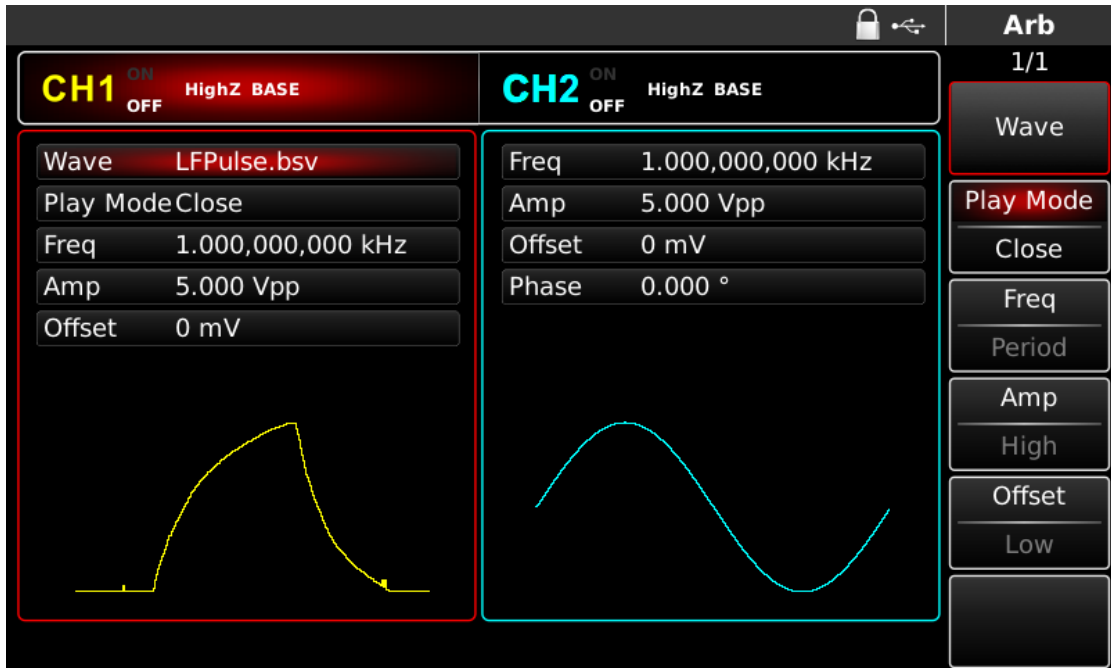 Arb
1/1
CH1 ON OFF HighZ BASE
CH2 ON OFF HighZ BASE
Wave LFPulse.bsv
Play Mode Close
Freq 1.000,000,000 kHz
Amp 5.000 Vpp
Offset 0 mV
Freq 1.000,000,000 kHz
Amp 5.000 Vpp
Offset 0 mV
Phase 0.000 °
Wave
Play Mode
Close
Freq
Period
Amp
High
Offset
Low